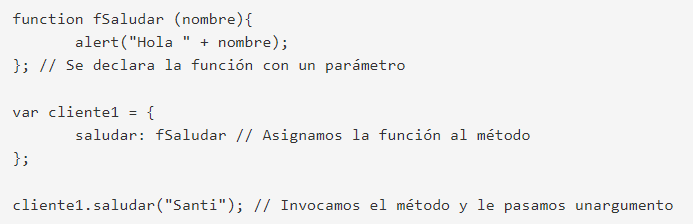 function fSaludar (nombre){
alert("Hola " + nombre);
}; // Se declara la función con un parámetro
var cliente1 = {
saludar: fSaludar // Asignamos la función al método
};
cliente1.saludar("Santi"); // Invocamos el método y le pasamos unargumento